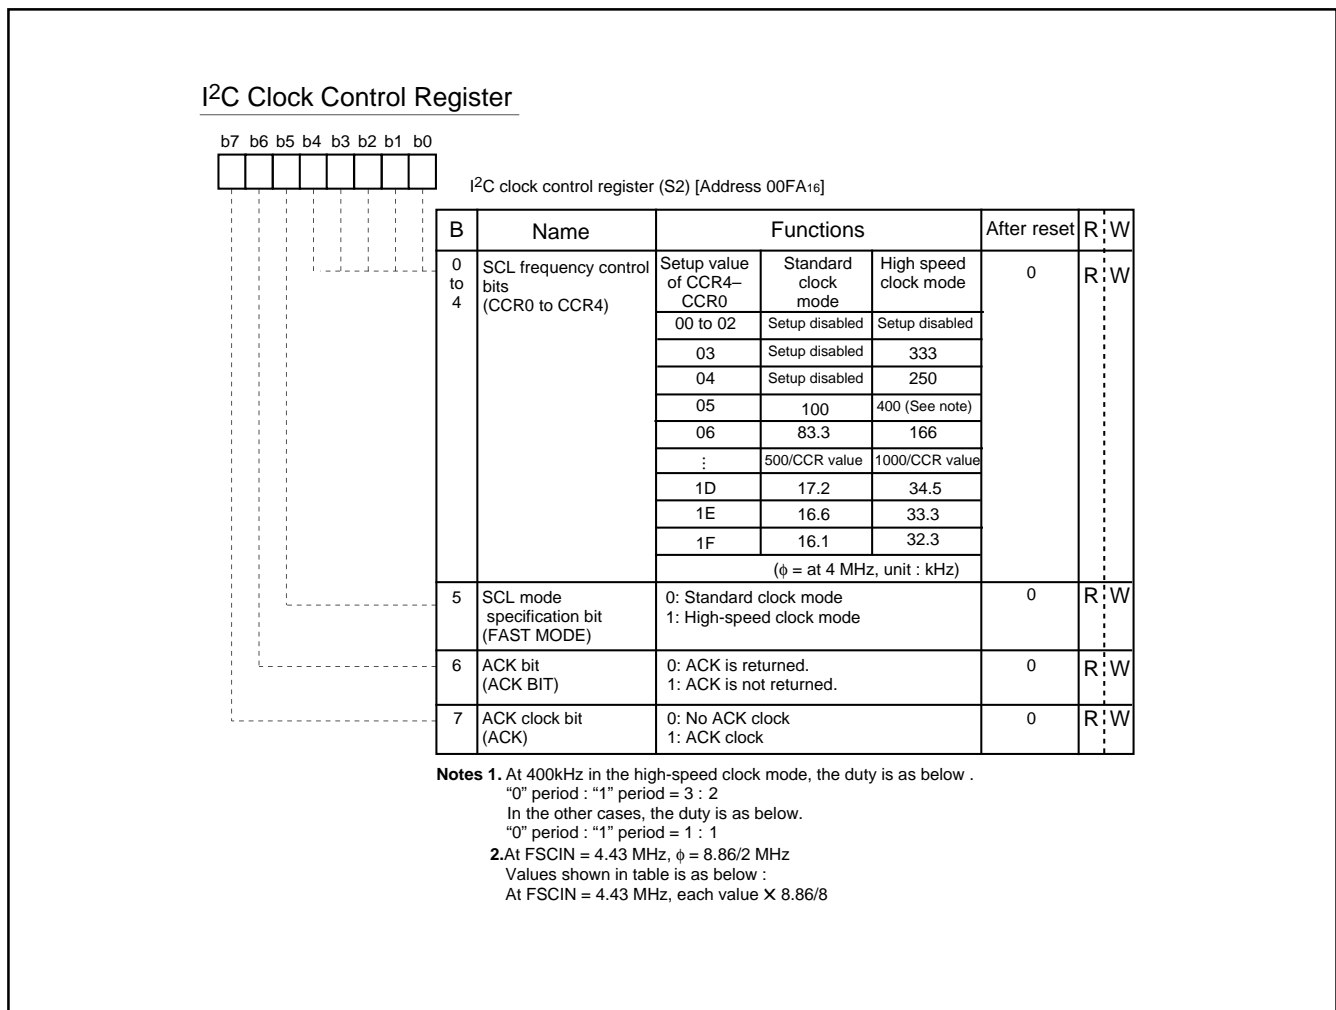 I2C Clock Control Register
b7 b6 b5 b4 b3 b2 b1 b0
I2C clock control register (S2) [Address 00FA16]
B Name Functions After reset R W
0 to 4 SCL frequency control bits (CCR0 to CCR4) Setup value of CCR4–CCR0 Standard clock mode High speed clock mode 0 R W
00 to 02 Setup disabled Setup disabled
03 Setup disabled 333
04 Setup disabled 250
05 100 400 (See note)
06 83.3 166
⋮ 500/CCR value 1000/CCR value
1D 17.2 34.5
1E 16.6 33.3
1F 16.1 32.3
(ϕ = at 4 MHz, unit : kHz)
5 SCL mode specification bit (FAST MODE) 0: Standard clock mode 1: High-speed clock mode 0 R W
6 ACK bit (ACK BIT) 0: ACK is returned. 1: ACK is not returned. 0 R W
7 ACK clock bit (ACK) 0: No ACK clock 1: ACK clock 0 R W
Notes 1. At 400kHz in the high-speed clock mode, the duty is as below .
“0” period : “1” period = 3 : 2
In the other cases, the duty is as below.
“0” period : “1” period = 1 : 1
2.At FSCIN = 4.43 MHz, ϕ = 8.86/2 MHz
Values shown in table is as below :
At FSCIN = 4.43 MHz, each value ✕ 8.86/8